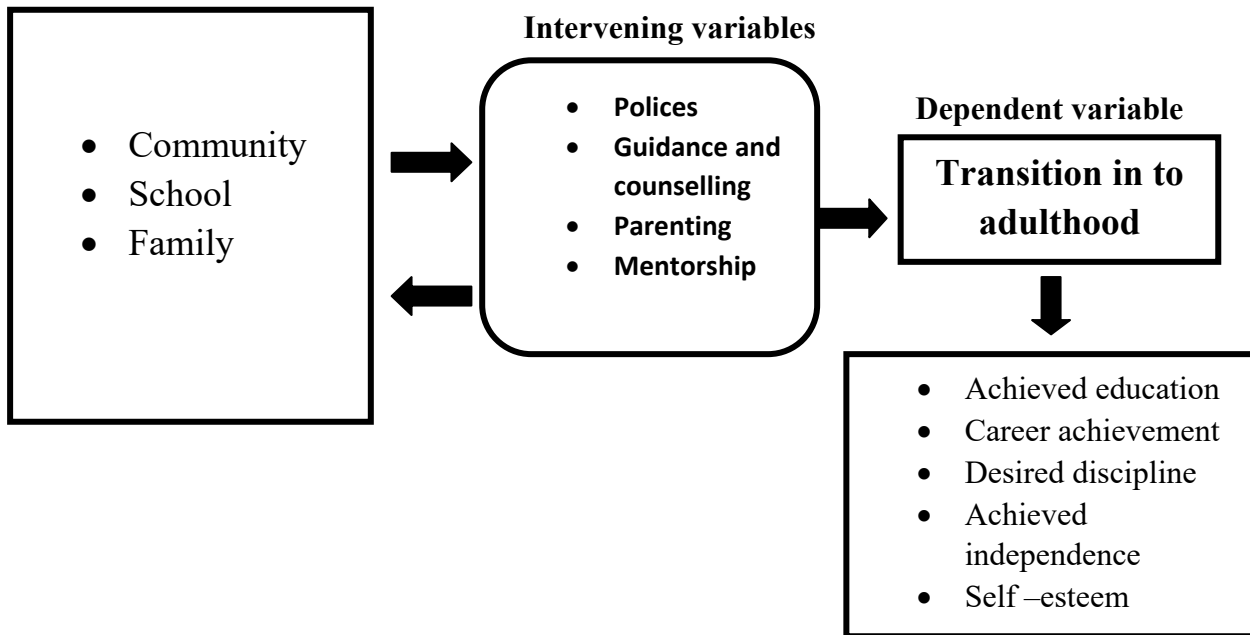 • Community
• School
• Family
Intervening variables
• Polices
• Guidance and
counselling
• Parenting
• Mentorship
Dependent variable
Transition in to
adulthood
• Achieved education
• Career achievement
• Desired discipline
• Achieved
independence
• Self –esteem